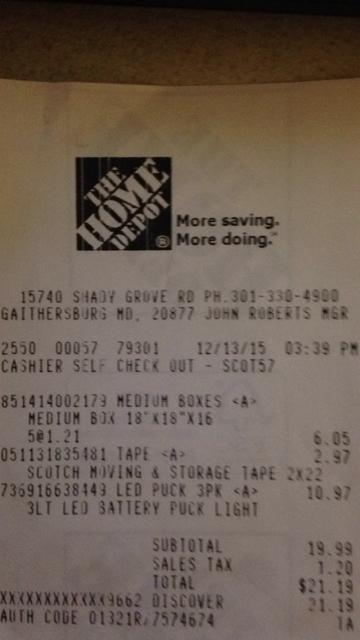 THE
HOME
DEPOT
®
More saving.
More doing.™
15740 SHADY GROVE RD PH.301-330-4900
GAITHERSBURG MD, 20877 JOHN ROBERTS MGR
2550 00057 79301 12/13/15 03:39 PM
CASHIER SELF CHECK OUT - SCOT57
851414002179 MEDIUM BOXES <A>
MEDIUM BOX 18"X18"X16
5@1.21 6.05
051131835481 TAPE <A> 2.97
SCOTCH MOVING & STORAGE TAPE 2X22
736916638449 LED PUCK 3PK <A> 10.97
3LT LED BATTERY PUCK LIGHT
SUBTOTAL 19.99
SALES TAX 1.20
TOTAL $21.19
XXXXXXXXXXXX9662 DISCOVER 21.19
AUTH CODE 01321R/7574674 TA